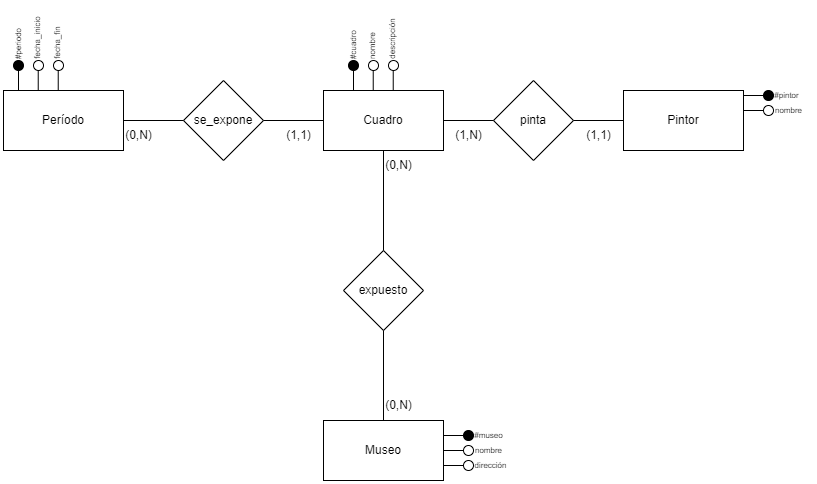 #periodo
fecha_inicio
fecha_fin
#cuadro
nombre
descripción
Período
(0,N)
se_expone
(1,1)
Cuadro
(1,N)
pinta
(1,1)
Pintor
#pintor
nombre
(0,N)
expuesto
(0,N)
Museo
#museo
nombre
dirección